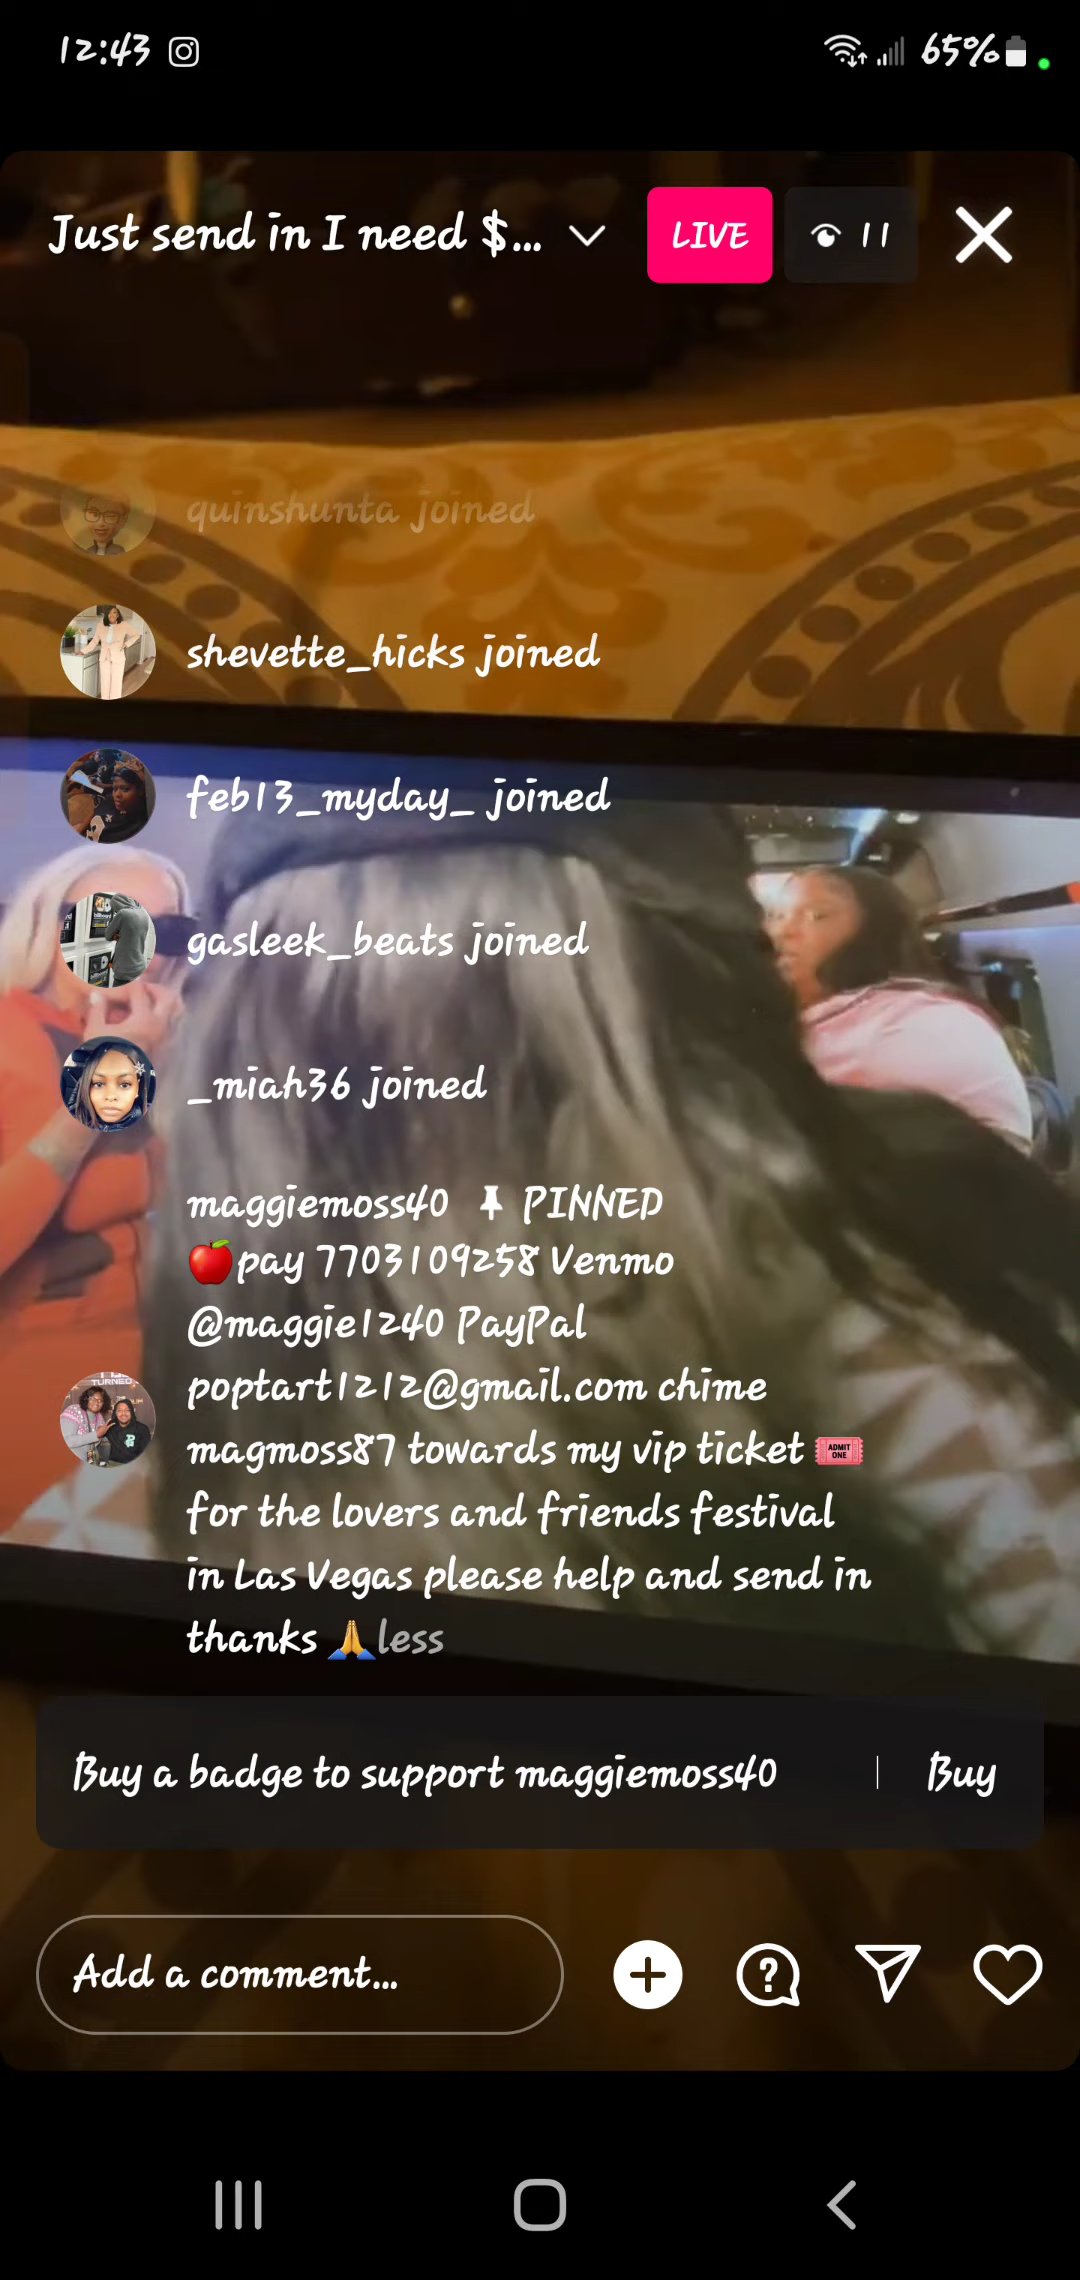 12:43 65%
Just send in I need $... LIVE 11
quinshunta joined
shevette_hicks joined
feb13_myday_ joined
gasleek_beats joined
_miah36 joined
maggiemoss40 PINNED
🍎pay 7703109258 Venmo
@maggie1240 PayPal
poptart1212@gmail.com chime
magmoss87 towards my vip ticket 🎟️
for the lovers and friends festival
in Las Vegas please help and send in
thanks 🙏less
Buy a badge to support maggiemoss40 | Buy
Add a comment...